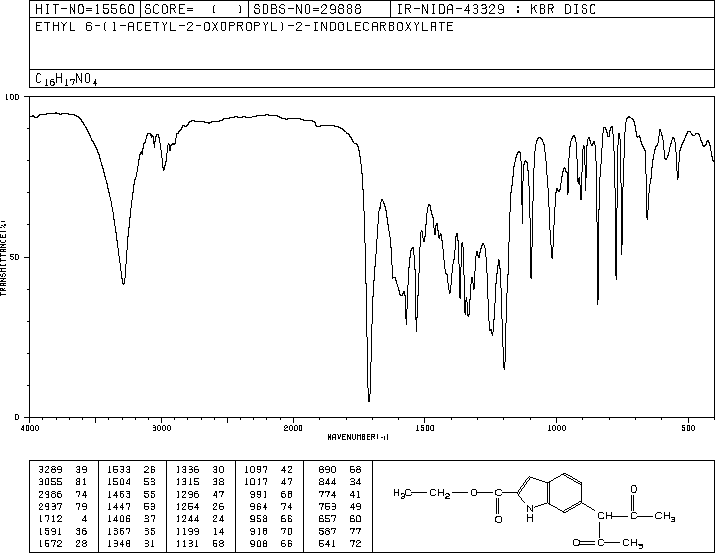 HIT-NO=15560 SCORE= ( ) SDBS-NO=29888 IR-NIDA-43329 : KBR DISC
ETHYL 6-(1-ACETYL-2-OXOPROPYL)-2-INDOLECARBOXYLATE
C16H17NO4
100
50
0
TRANSMITTANCE(%)
4000 3000 2000 1500 1000 500
WAVENUMBER(-1)
3289 39 1533 26 1336 30 1097 42 890 68
3055 81 1504 53 1315 38 1017 47 844 34
2986 74 1463 55 1296 47 991 68 774 41
2937 79 1447 53 1254 26 964 74 753 49
1712 4 1406 37 1244 24 958 66 657 60
1591 36 1367 35 1199 14 918 70 587 77
1572 28 1348 31 1131 58 908 66 541 72
H3C CH2 O C O NH CH C O CH3
O C CH3